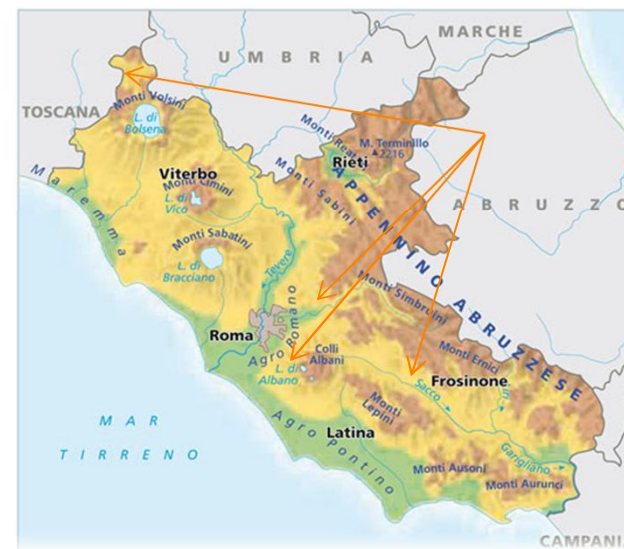 MARCHE
UMBRIA
TOSCANA
Monti Volsini
L. di
Bolsena
Monti Reatini
M. Terminillo
2216
Rieti
Viterbo
Monti Cimini
L. di
Vico
Monti Sabini
APPENNINO ABRUZZESE
ABRUZZO
Maremma
Monti Sabatini
L. di
Bracciano
Tevere
Monti Simbruini
Roma
Agro Romano
Colli
Albani
L. di
Albano
Monti Ernici
Frosinone
Sacco
Liri
MAR
TIRRENO
Latina
Monti
Lepini
Agro Pontino
Garigliano
Monti Ausoni
Monti Aurunci
CAMPANI